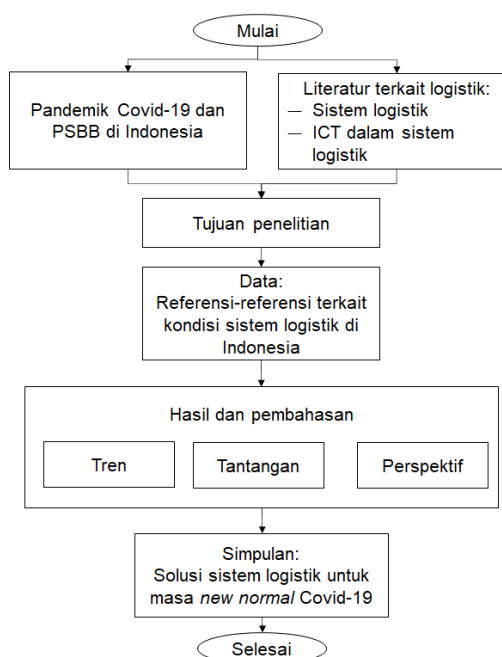 Mulai
Pandemik Covid-19 dan
PSBB di Indonesia
Literatur terkait logistik:
— Sistem logistik
— ICT dalam sistem
logistik
Tujuan penelitian
Data:
Referensi-referensi terkait
kondisi sistem logistik di
Indonesia
Hasil dan pembahasan
Tren
Tantangan
Perspektif
Simpulan:
Solusi sistem logistik untuk
masa new normal Covid-19
Selesai